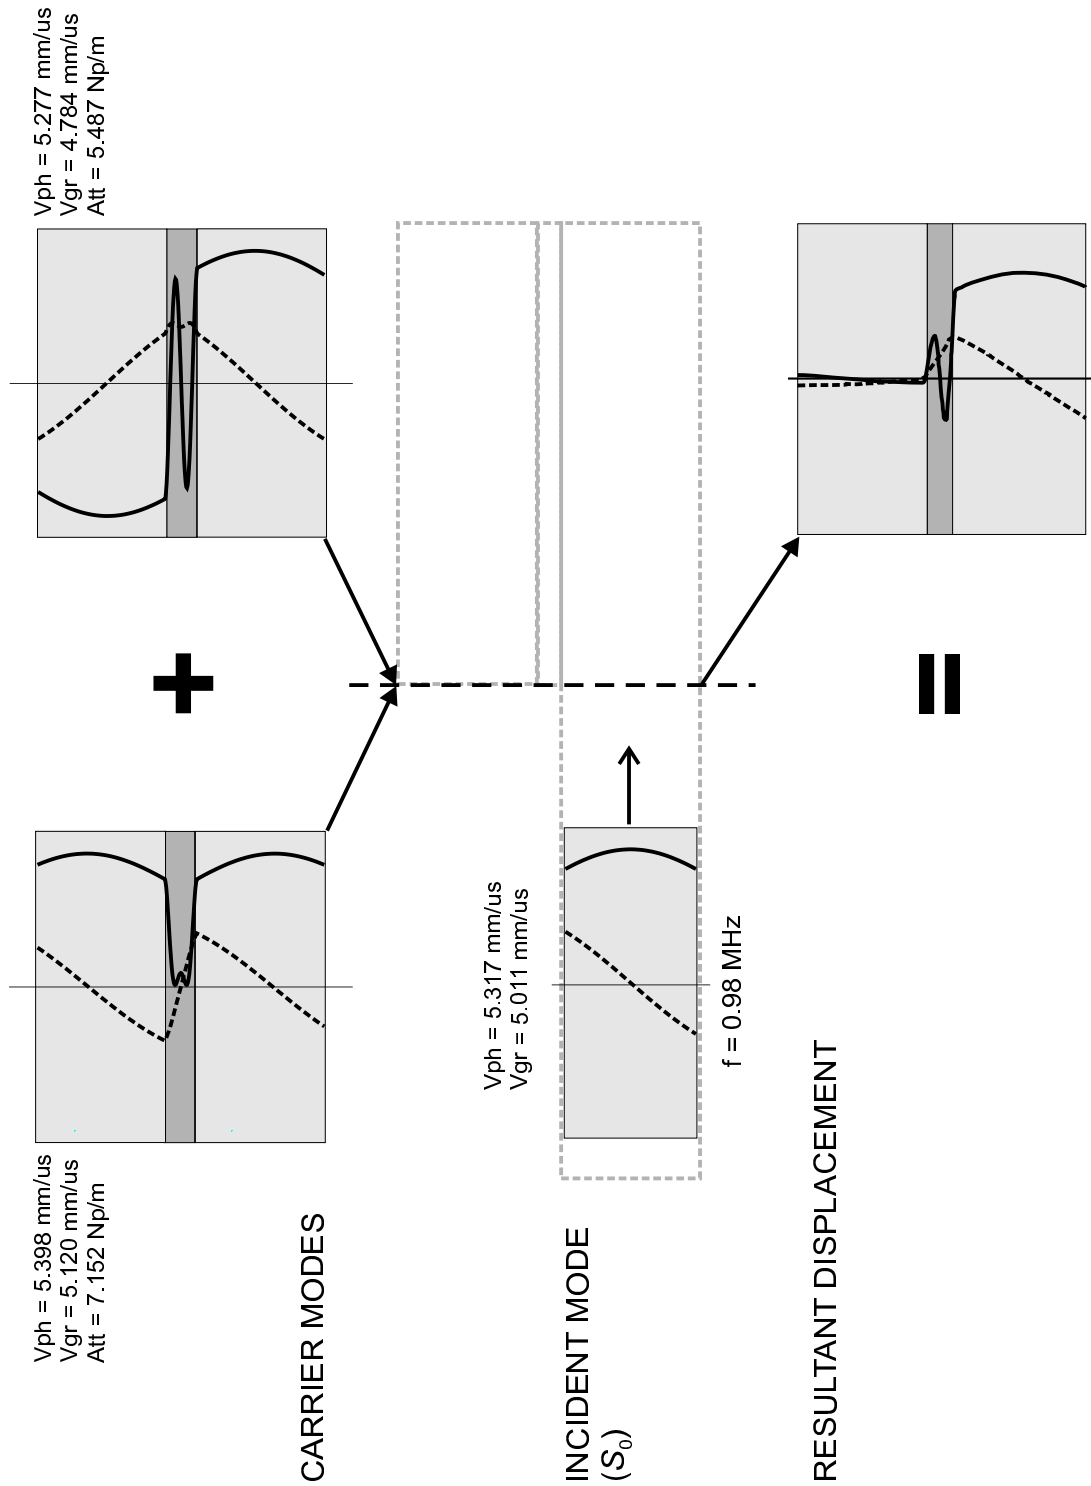 CARRIER MODES
Vph = 5.398 mm/us
Vgr = 5.120 mm/us
Att = 7.152 Np/m
+
Vph = 5.277 mm/us
Vgr = 4.784 mm/us
Att = 5.487 Np/m
INCIDENT MODE
(S0)
Vph = 5.317 mm/us
Vgr = 5.011 mm/us
f = 0.98 MHz
RESULTANT DISPLACEMENT
=